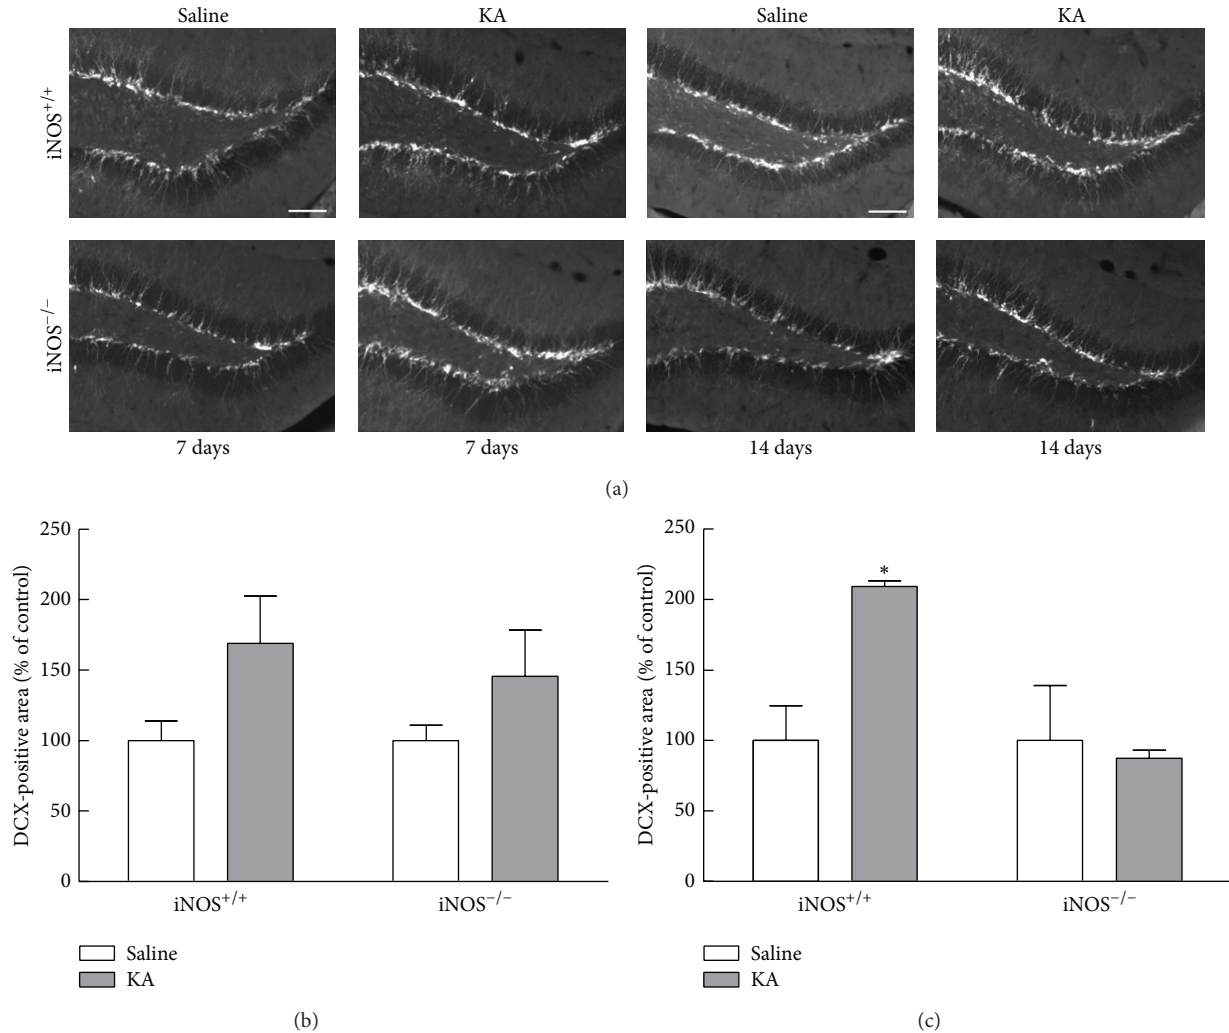 Saline KA Saline KA
iNOS+/+
iNOS−/−
7 days 7 days 14 days 14 days
(a)
DCX-positive area (% of control)
250
200
150
100
50
0
iNOS+/+ iNOS−/−
Saline
KA
(b)
DCX-positive area (% of control)
250
200
150
100
50
0
*
iNOS+/+ iNOS−/−
Saline
KA
(c)